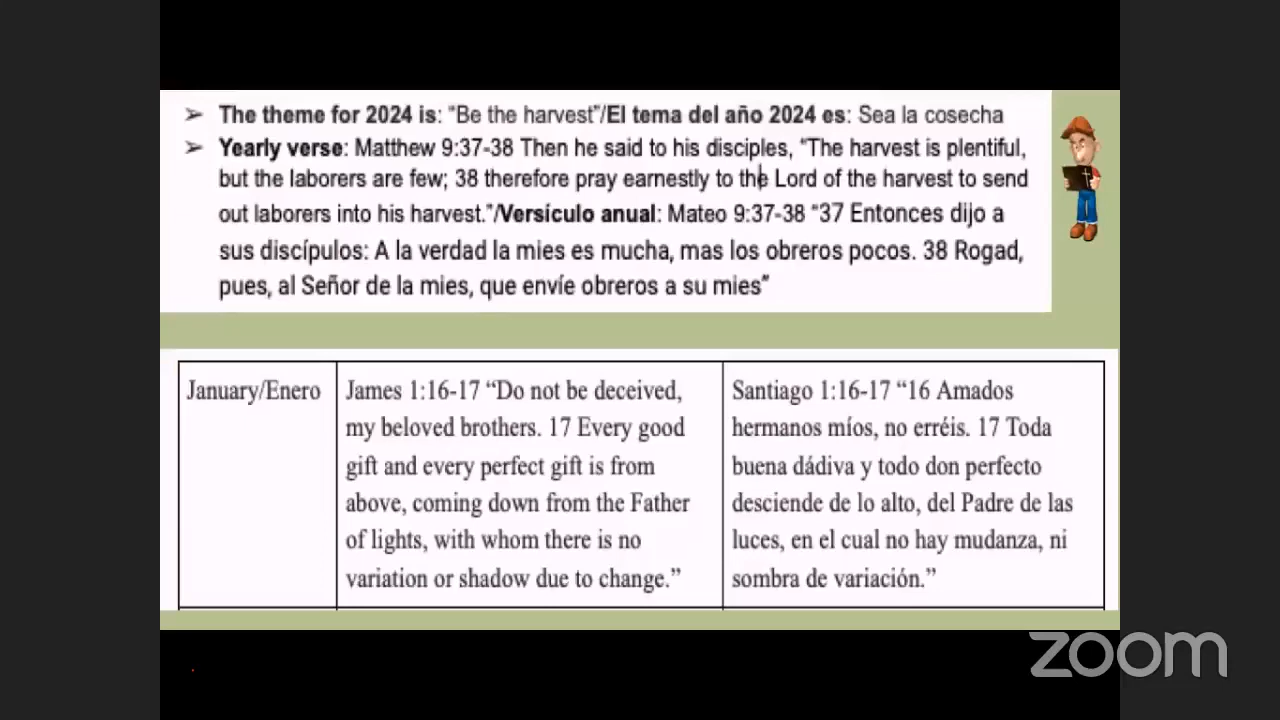 ➢ The theme for 2024 is: “Be the harvest”/El tema del año 2024 es: Sea la cosecha
➢ Yearly verse: Matthew 9:37-38 Then he said to his disciples, “The harvest is plentiful,
but the laborers are few; 38 therefore pray earnestly to the Lord of the harvest to send
out laborers into his harvest.”/Versículo anual: Mateo 9:37-38 “37 Entonces dijo a
sus discípulos: A la verdad la mies es mucha, mas los obreros pocos. 38 Rogad,
pues, al Señor de la mies, que envíe obreros a su mies”
January/Enero
James 1:16-17 “Do not be deceived,
my beloved brothers. 17 Every good
gift and every perfect gift is from
above, coming down from the Father
of lights, with whom there is no
variation or shadow due to change.”
Santiago 1:16-17 “16 Amados
hermanos míos, no erréis. 17 Toda
buena dádiva y todo don perfecto
desciende de lo alto, del Padre de las
luces, en el cual no hay mudanza, ni
sombra de variación.”
zoom